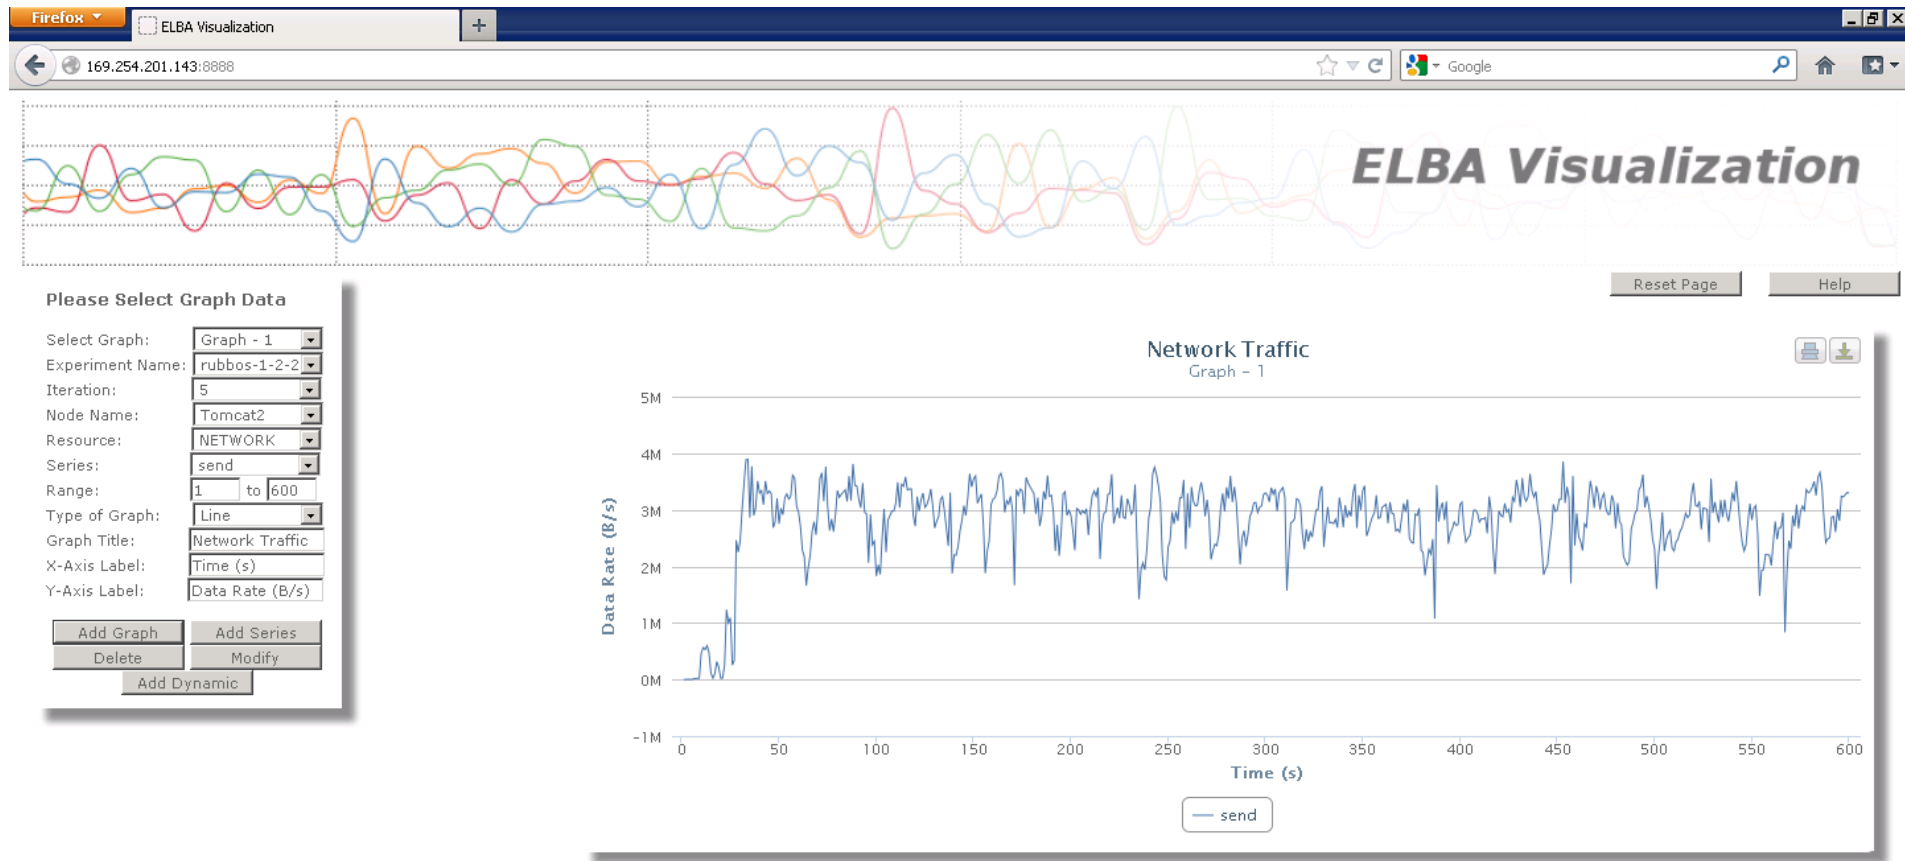 Firefox
ELBA Visualization
+
169.254.201.143:8888
Google
ELBA Visualization
Reset Page
Help
Please Select Graph Data
Select Graph: Graph - 1
Experiment Name: rubbos-1-2-2
Iteration: 5
Node Name: Tomcat2
Resource: NETWORK
Series: send
Range: 1 to 600
Type of Graph: Line
Graph Title: Network Traffic
X-Axis Label: Time (s)
Y-Axis Label: Data Rate (B/s)
Add Graph
Add Series
Delete
Modify
Add Dynamic
Network Traffic
Graph - 1
Data Rate (B/s)
5M
4M
3M
2M
1M
0M
-1M
0 50 100 150 200 250 300 350 400 450 500 550 600
Time (s)
send